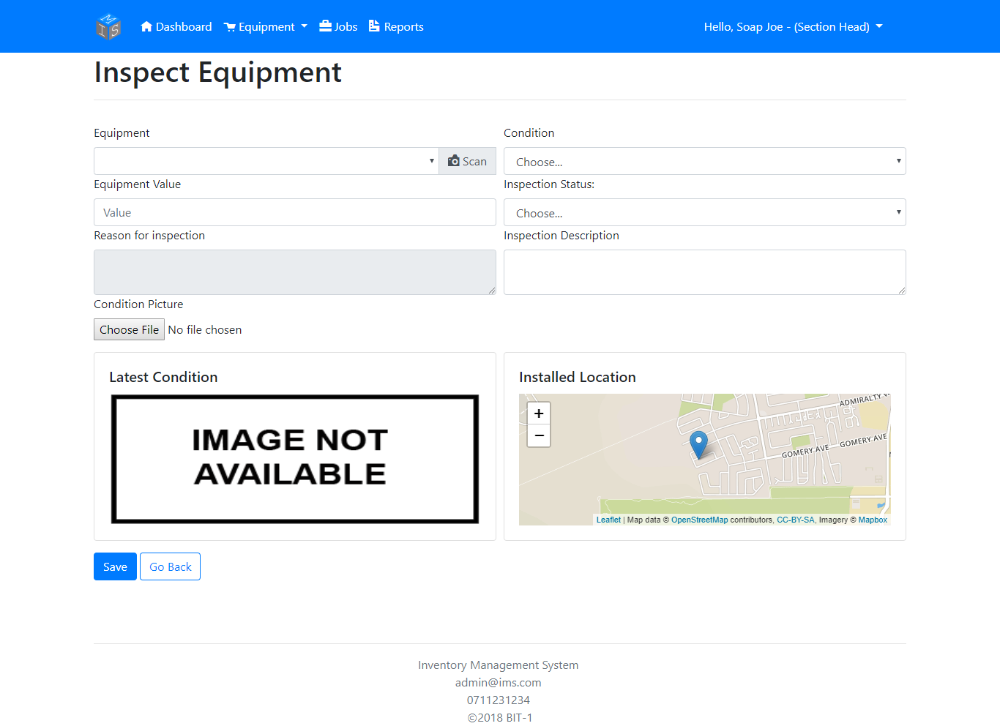 MIS
Dashboard
Equipment
Jobs
Reports
Hello, Soap Joe - (Section Head)
Inspect Equipment
Equipment
Condition
Scan
Choose...
Equipment Value
Inspection Status:
Value
Choose...
Reason for inspection
Inspection Description
Condition Picture
Choose File No file chosen
Latest Condition
IMAGE NOT
AVAILABLE
Installed Location
+
−
ADMIRALTY
GOMERY AVE
GOMERY AVE
Leaflet | Map data © OpenStreetMap contributors, CC-BY-SA, Imagery © Mapbox
Save
Go Back
Inventory Management System
admin@ims.com
0711231234
©2018 BIT-1